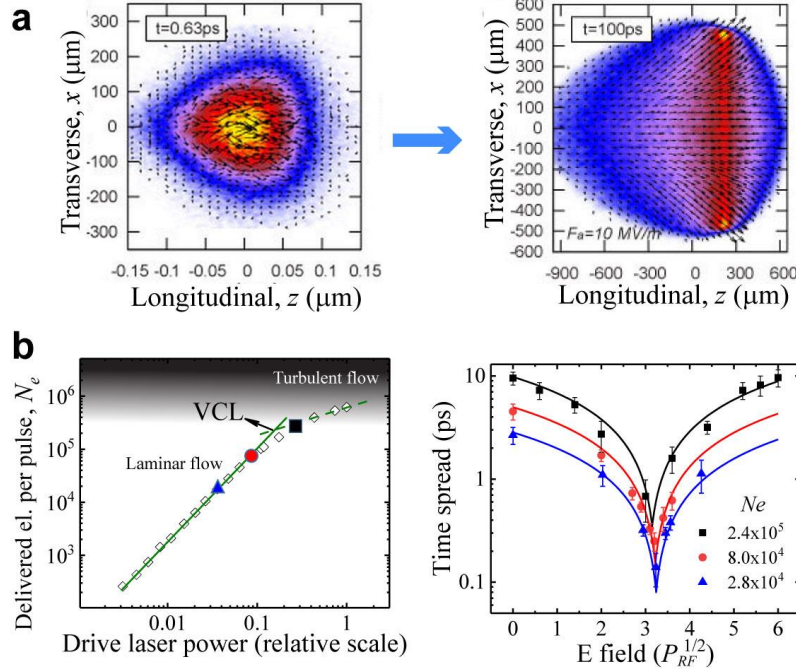 a
t=0.63ps
Transverse, x (µm)
300
200
100
0
-100
-200
-300
-0.15 -0.1 -0.05 0 0.05 0.1 0.15
Longitudinal, z (µm)
t=100ps
Transverse, x (µm)
600
500
400
300
200
100
0
-100
-200
-300
-400
-500
-600
Fa=10 MV/m
-900 -600 -300 0 300 600
Longitudinal, z (µm)
b
Delivered el. per pulse, Ne
10^6
10^5
10^4
10^3
Turbulent flow
VCL
Laminar flow
0.01 0.1 1
Drive laser power (relative scale)
Time spread (ps)
10
1
0.1
Ne
2.4x10^5
8.0x10^4
2.8x10^4
0 1 2 3 4 5 6
E field (P_RF^1/2)